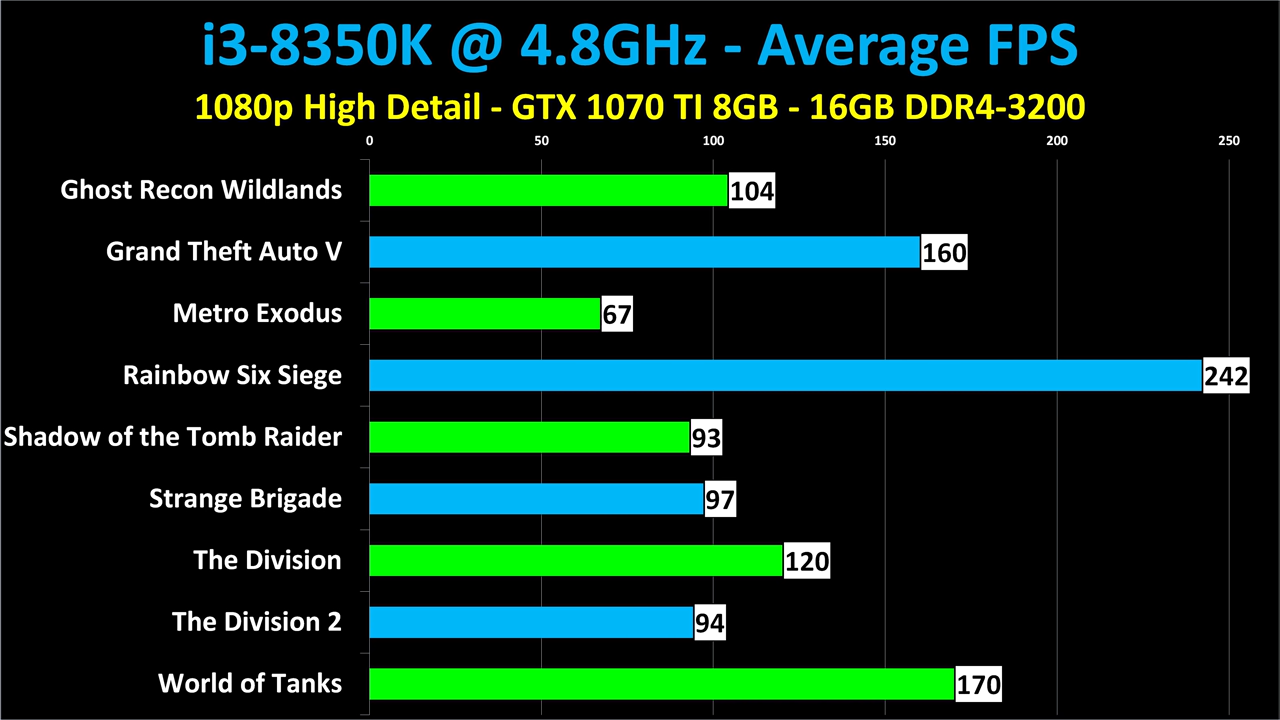 i3-8350K @ 4.8GHz - Average FPS
1080p High Detail - GTX 1070 TI 8GB - 16GB DDR4-3200
0 50 100 150 200 250
Ghost Recon Wildlands 104
Grand Theft Auto V 160
Metro Exodus 67
Rainbow Six Siege 242
Shadow of the Tomb Raider 93
Strange Brigade 97
The Division 120
The Division 2 94
World of Tanks 170